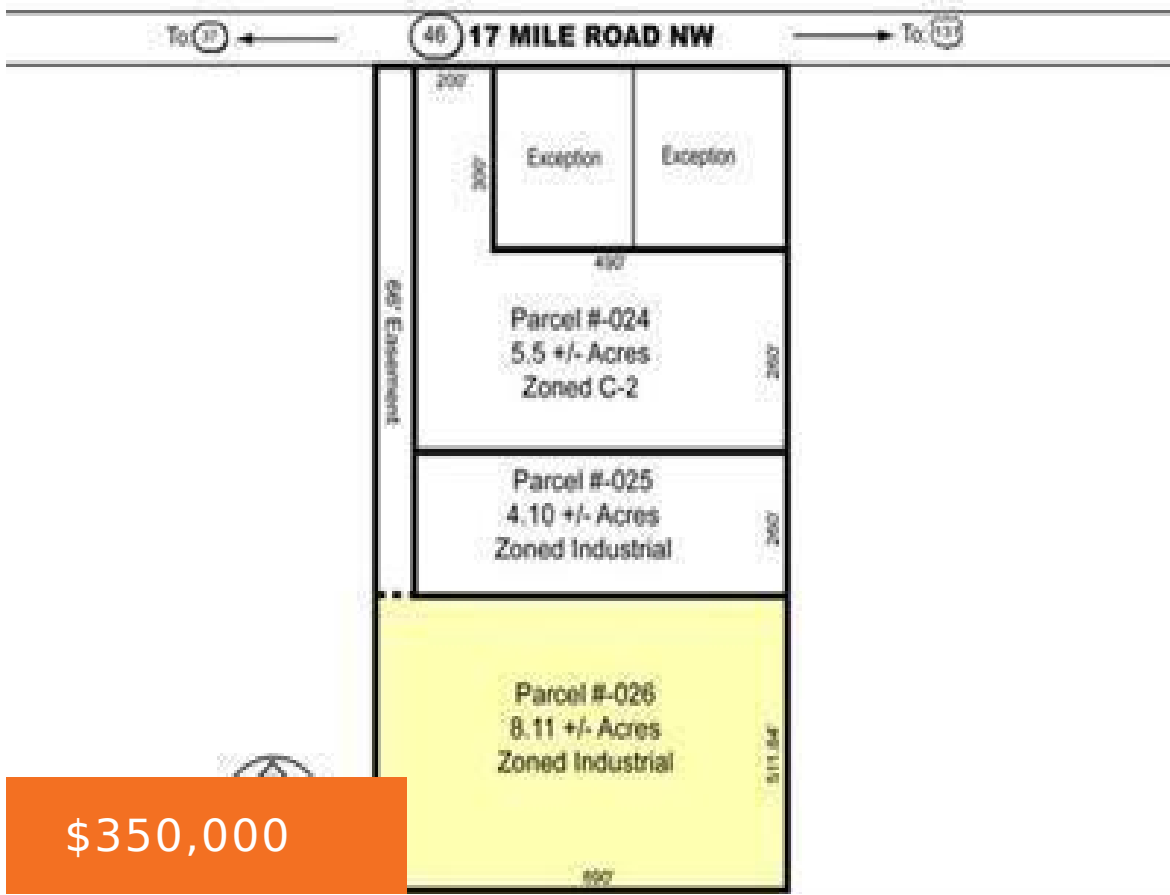 To: 37
46 17 MILE ROAD NW
To: 131
200'
300'
Exception
Exception
490'
66' Easement
Parcel #-024
5.5 +/- Acres
Zoned C-2
260'
Parcel #-025
4.10 +/- Acres
Zoned Industrial
260'
Parcel #-026
8.11 +/- Acres
Zoned Industrial
511.84'
690'
$350,000